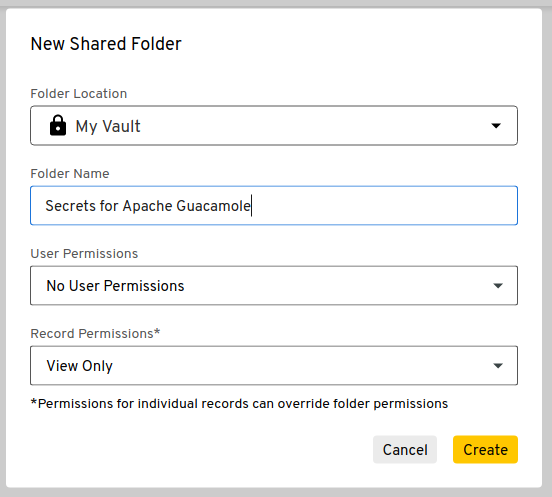 New Shared Folder
Folder Location
My Vault
Folder Name
Secrets for Apache Guacamole
User Permissions
No User Permissions
Record Permissions*
View Only
*Permissions for individual records can override folder permissions
Cancel Create